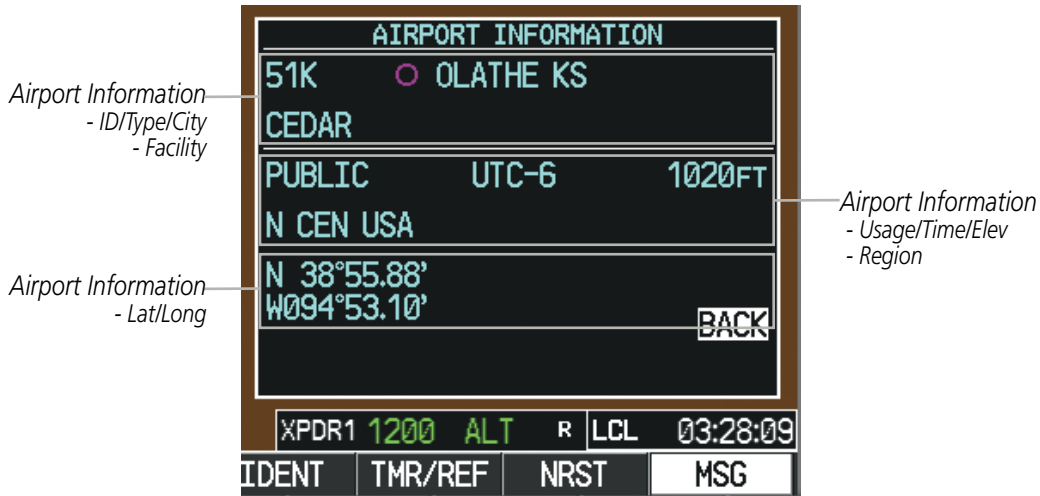 AIRPORT INFORMATION
51K OLATHE KS
CEDAR
PUBLIC UTC-6 1020FT
N CEN USA
N 38°55.88'
W094°53.10'
BACK
XPDR1 1200 ALT R LCL 03:28:09
IDENT TMR/REF NRST MSG
Airport Information
- ID/Type/City
- Facility
Airport Information
- Usage/Time/Elev
- Region
Airport Information
- Lat/Long